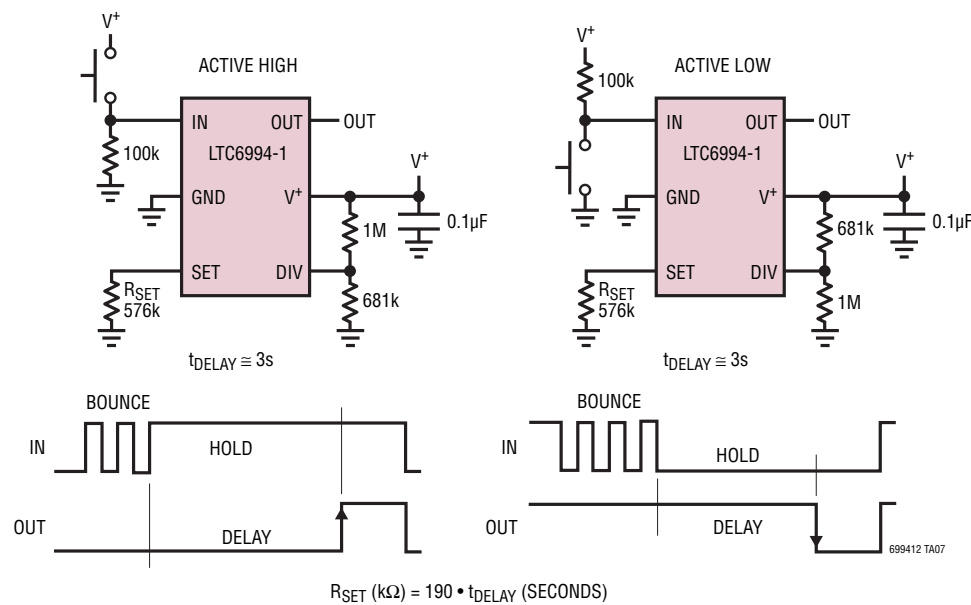 V+
ACTIVE HIGH
IN
OUT
OUT
100k
LTC6994-1
GND
V+
V+
1M
0.1µF
SET
DIV
RSET
576k
681k
tDELAY ≅ 3s
BOUNCE
IN
HOLD
OUT
DELAY
V+
ACTIVE LOW
100k
IN
OUT
OUT
LTC6994-1
GND
V+
V+
681k
0.1µF
SET
DIV
RSET
576k
1M
tDELAY ≅ 3s
BOUNCE
IN
HOLD
OUT
DELAY
699412 TA07
RSET (kΩ) = 190 • tDELAY (SECONDS)